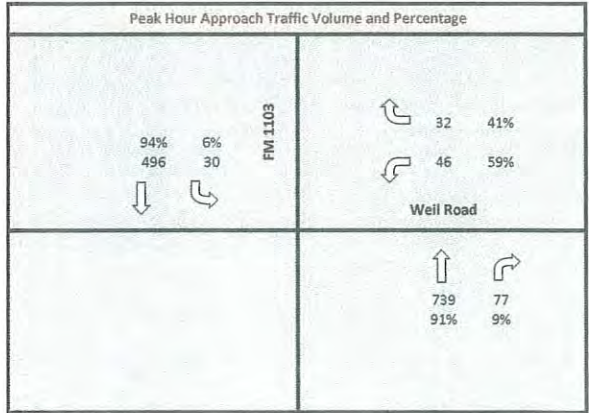 Peak Hour Approach Traffic Volume and Percentage
94% 6%
496 30
FM 1103
32 41%
46 59%
Well Road
739 77
91% 9%